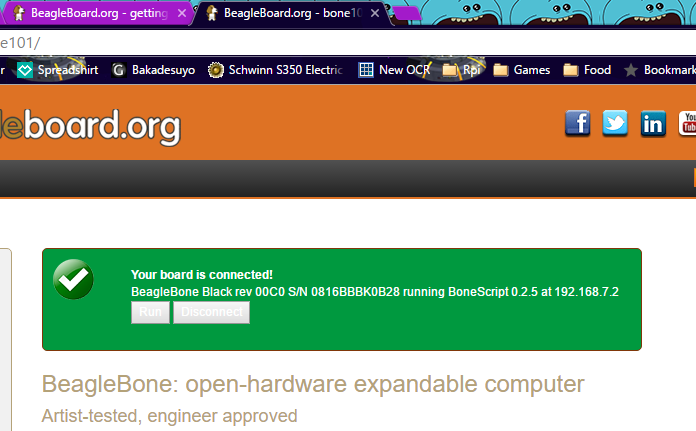 BeagleBoard.org - getting
BeagleBoard.org - bone10
e101/
r Spreadshirt Bakadesuyo Schwinn S350 Electric New OCR Rpi Games Food Bookmark
leboard.org
You
Tub
Your board is connected!
BeagleBone Black rev 00C0 S/N 0816BBBK0B28 running BoneScript 0.2.5 at 192.168.7.2
Run Disconnect
BeagleBone: open-hardware expandable computer
Artist-tested, engineer approved